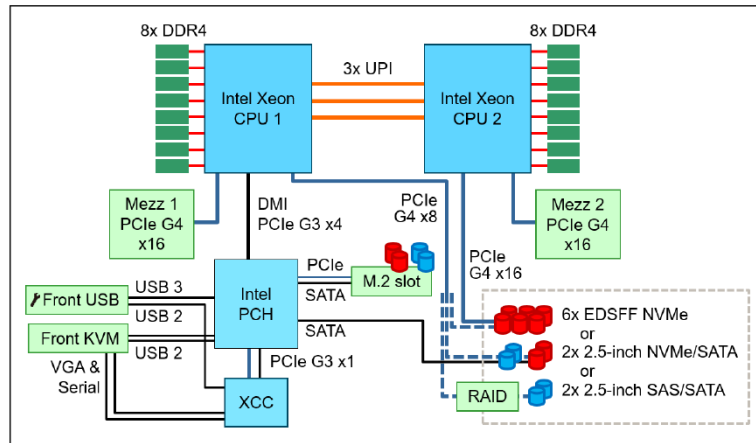 8x DDR4
8x DDR4
3x UPI
Intel Xeon
CPU 1
Intel Xeon
CPU 2
Mezz 1
PCIe G4
x16
DMI
PCIe G3 x4
PCIe
G4 x8
PCIe
G4 x16
Mezz 2
PCIe G4
x16
Intel
PCH
PCIe
SATA
M.2 slot
SATA
USB 3
Front USB
USB 2
Front KVM
USB 2
VGA &
Serial
PCIe G3 x1
XCC
RAID
6x EDSFF NVMe
or
2x 2.5-inch NVMe/SATA
or
2x 2.5-inch SAS/SATA